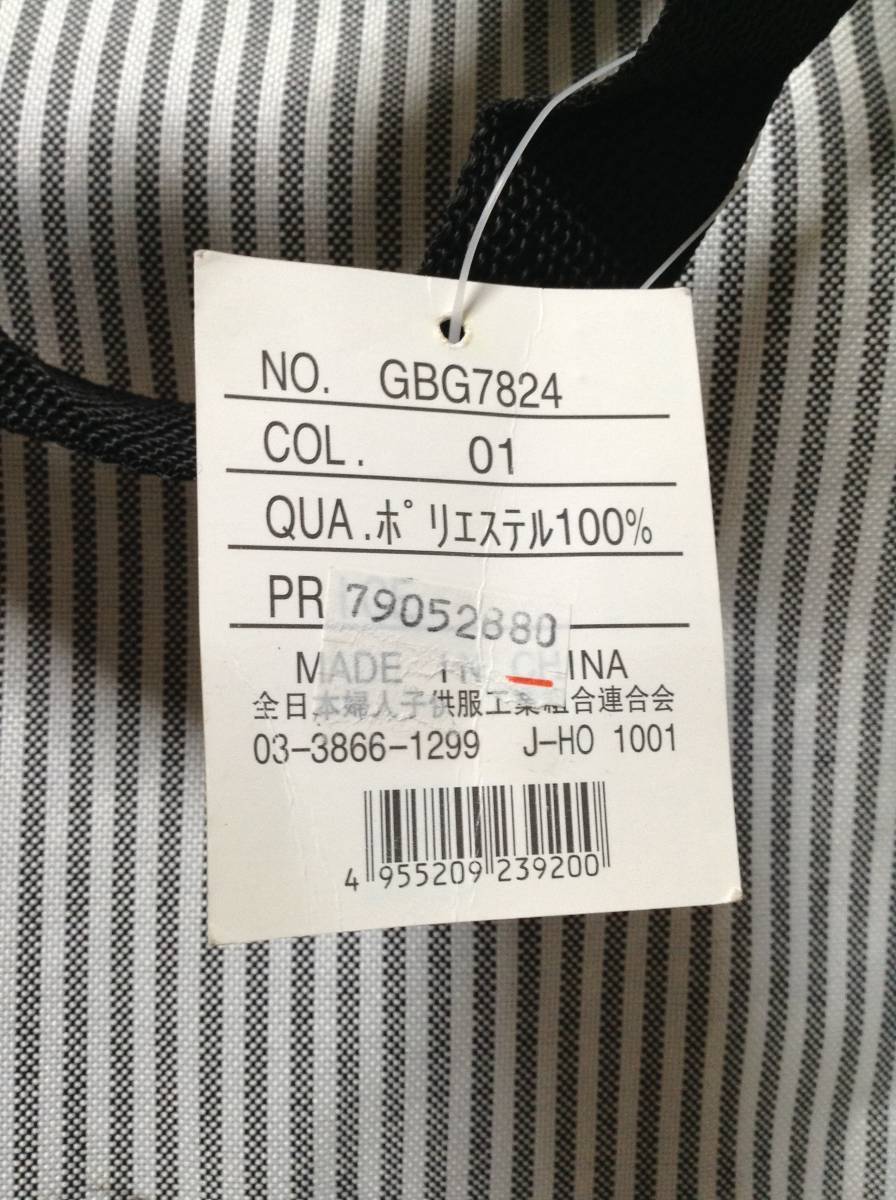 NO. GBG7824
COL. 01
QUA.ポリエステル100%
PR 79052880
MADE IN CHINA
全日本婦人子供服工業組合連合会
03-3866-1299 J-HO 1001
4 955209 239200